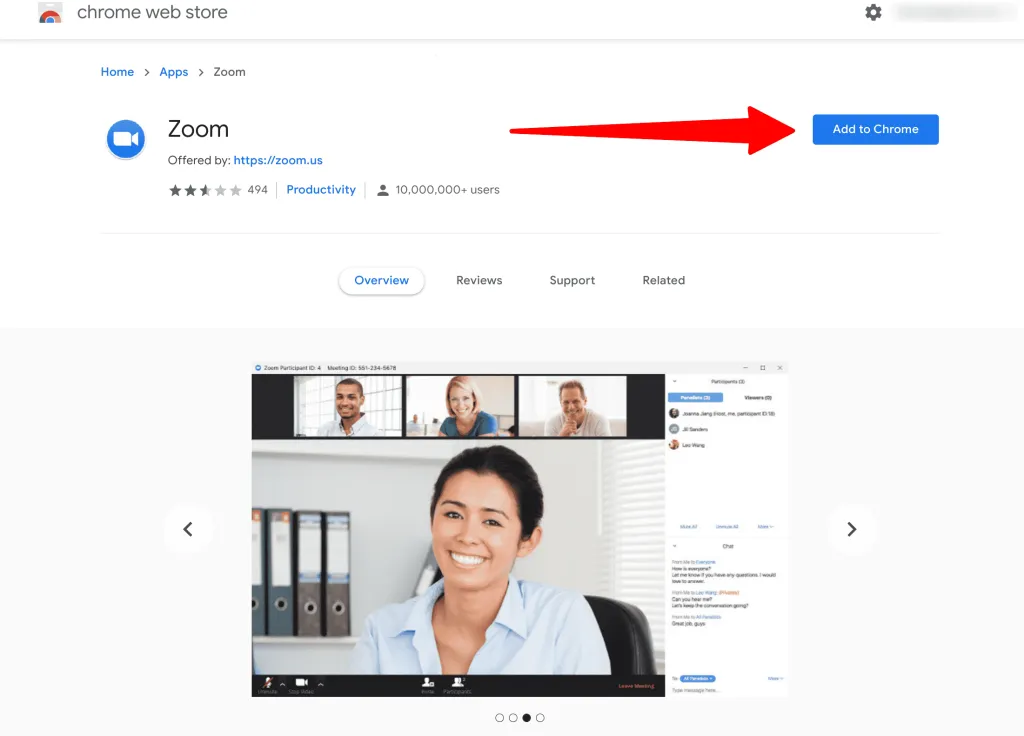 chrome web store
Home > Apps > Zoom
Zoom
Add to Chrome
Offered by: https://zoom.us
494 Productivity 10,000,000+ users
Overview Reviews Support Related
Zoom Participant ID: 4 Meeting ID: 551-234-5678
Participants (3)
Panelists (3) Viewers (0)
Joanna Jiang (Host, me, participant ID:18)
Jill Sanders
Leo Wang
Mute All Unmute All More
Chat
From Me to Everyone
How is everyone?
Let me know if you have any questions. I would
love to answer.
From Me to Leo Wang (Private)
Can you hear me?
Let's keep the conversation going?
From Me to All Panelists
Great job, guys
To: All Panelists More
Type message here...
Unmute Stop Video Invite Participants Leave Meeting